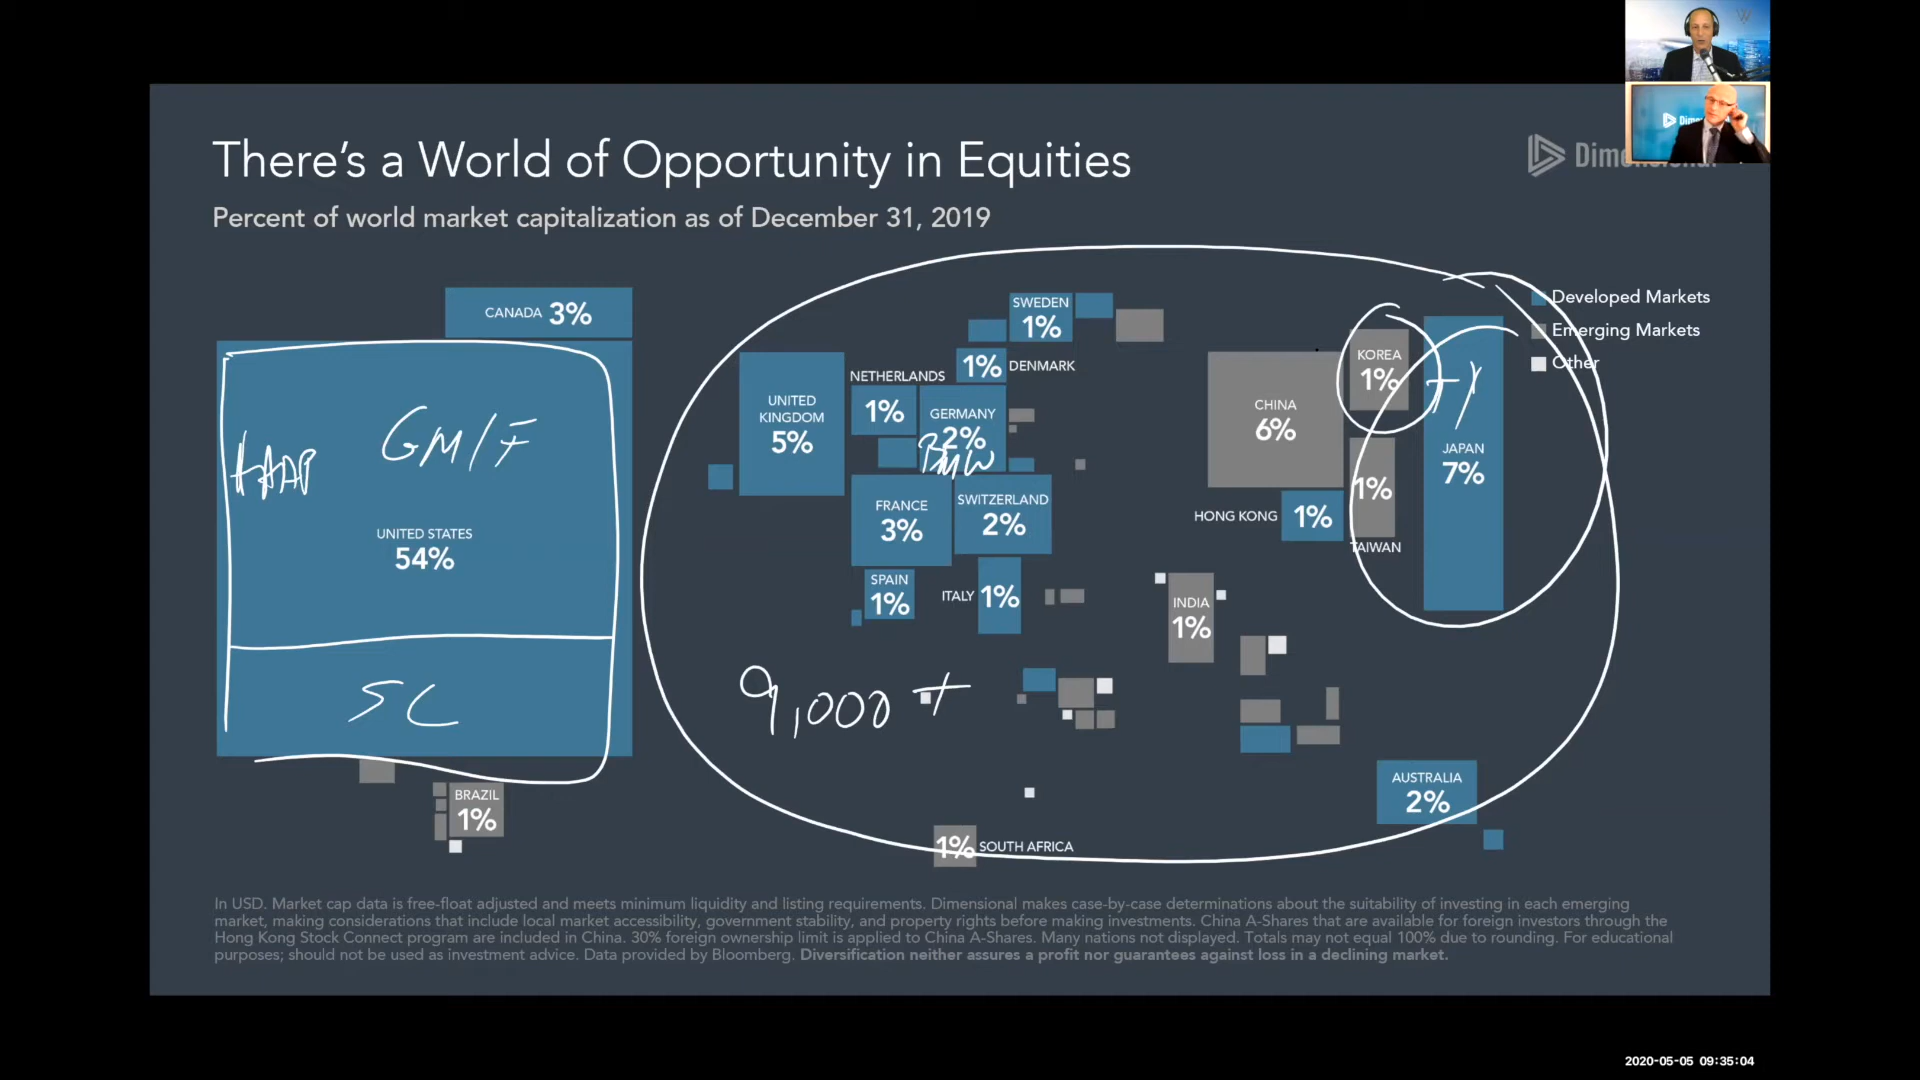 There's a World of Opportunity in Equities
Percent of world market capitalization as of December 31, 2019
Developed Markets
Emerging Markets
Other
CANADA 3%
GM/F
UNITED STATES
54%
SC
BRAZIL
1%
SWEDEN
1%
1% DENMARK
NETHERLANDS
1%
UNITED
KINGDOM
5%
GERMANY
2%
BMW
FRANCE
3%
SWITZERLAND
2%
SPAIN
1%
ITALY 1%
9,000 +
1% SOUTH AFRICA
CHINA
6%
KOREA
1%
HONG KONG 1%
1%
TAIWAN
JAPAN
7%
INDIA
1%
AUSTRALIA
2%
In USD. Market cap data is free-float adjusted and meets minimum liquidity and listing requirements. Dimensional makes case-by-case determinations about the suitability of investing in each emerging
market, making considerations that include local market accessibility, government stability, and property rights before making investments. China A-Shares that are available for foreign investors through the
Hong Kong Stock Connect program are included in China. 30% foreign ownership limit is applied to China A-Shares. Many nations not displayed. Totals may not equal 100% due to rounding. For educational
purposes; should not be used as investment advice. Data provided by Bloomberg. Diversification neither assures a profit nor guarantees against loss in a declining market.
2020-05-05 09:35:04